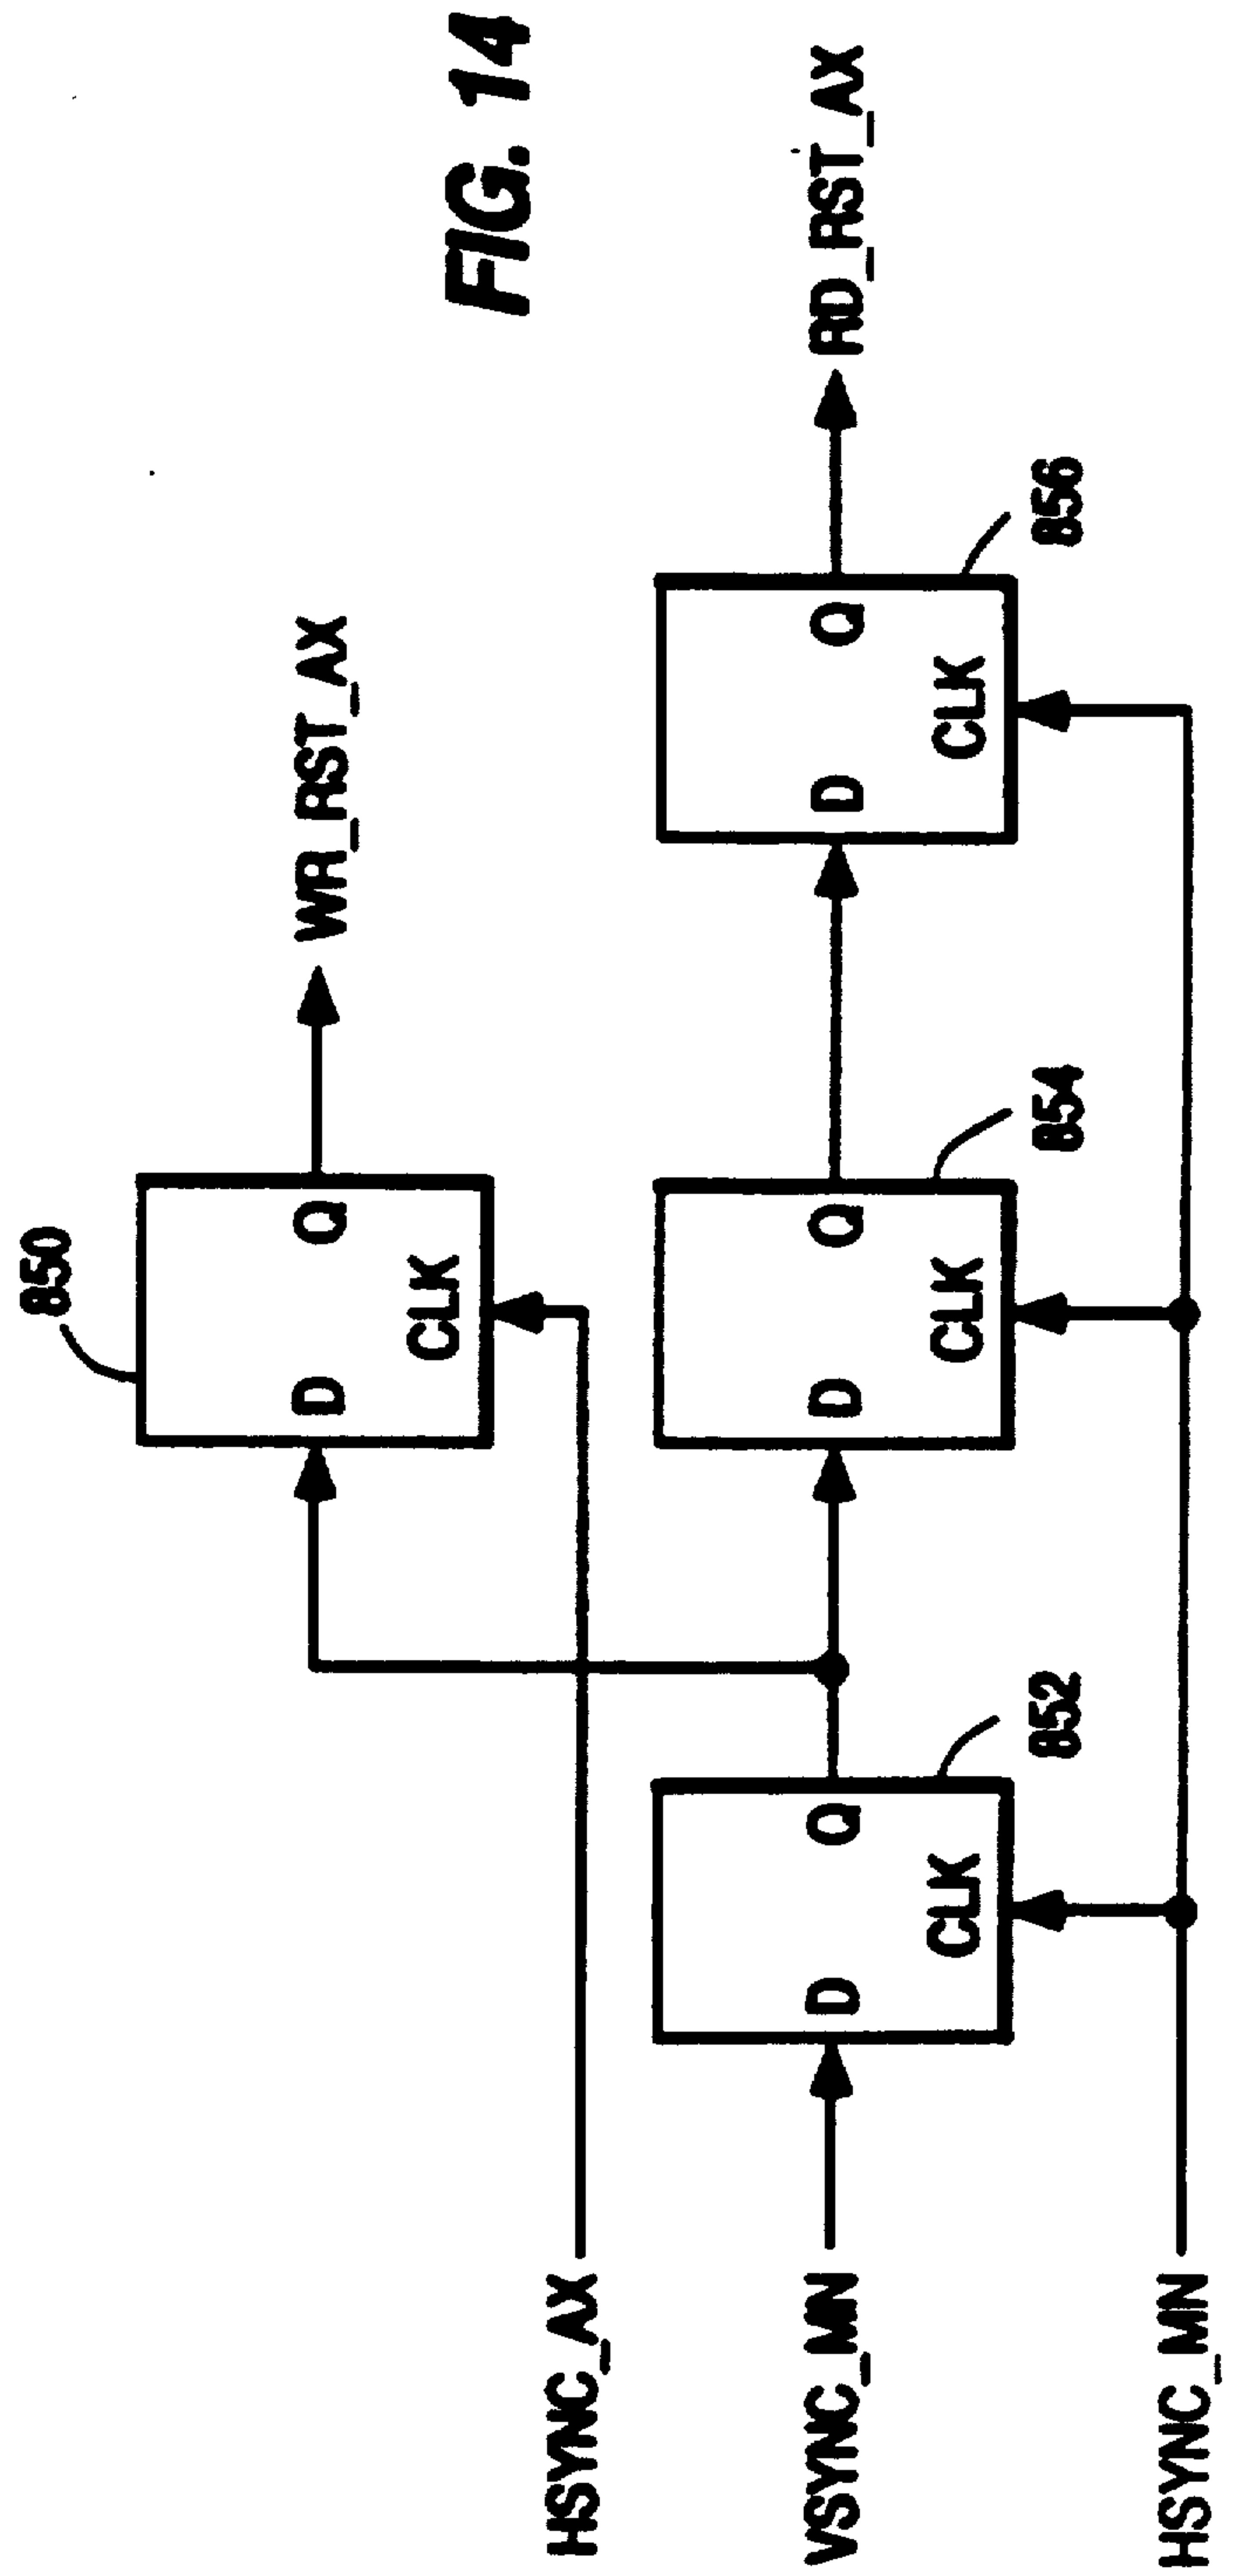 FIG. 14
850
D
Q
CLK
WR_RST_AX
HSYNC_AX
VSYNC_MN
D
Q
CLK
852
D
Q
CLK
854
D
Q
CLK
856
RD_RST_AX
HSYNC_MN